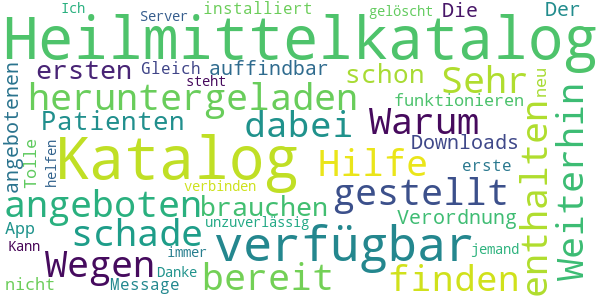 Ich Server installiert gelöscht Die Der
Heilmittelkatalog
ersten Gleich auffindbar schon Sehr neu
steht
angebotenen heruntergeladen funktionieren
Patienten dabei Warum
Tolle helfen Katalog Hilfe Downloads erste
enthalten Weiterhin
verbinden gestellt
angeboten brauchen Verordnung
App schade unzuverlässig verfügbar jemand
Kann Wegen immer
nicht Message Danke bereit finden